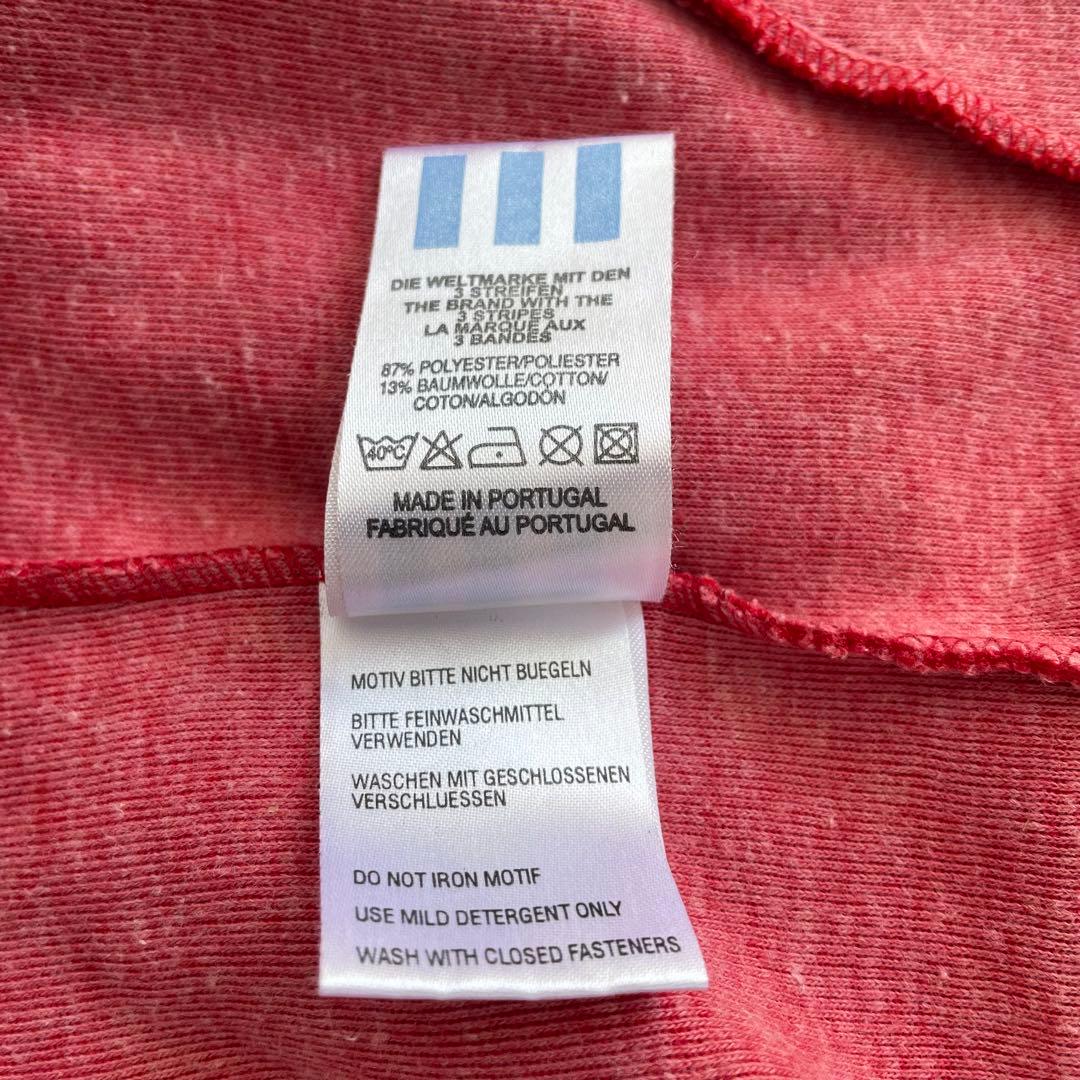 DIE WELTMARKE MIT DEN
3 STREIFEN
THE BRAND WITH THE
3 STRIPES
LA MARQUE AUX
3 BANDES
87% POLYESTER/POLIESTER
13% BAUMWOLLE/COTTON/
COTON/ALGODÓN
40°C
MADE IN PORTUGAL
FABRIQUÉ AU PORTUGAL
MOTIV BITTE NICHT BUEGELN
BITTE FEINWASCHMITTEL
VERWENDEN
WASCHEN MIT GESCHLOSSENEN
VERSCHLUESSEN
DO NOT IRON MOTIF
USE MILD DETERGENT ONLY
WASH WITH CLOSED FASTENERS